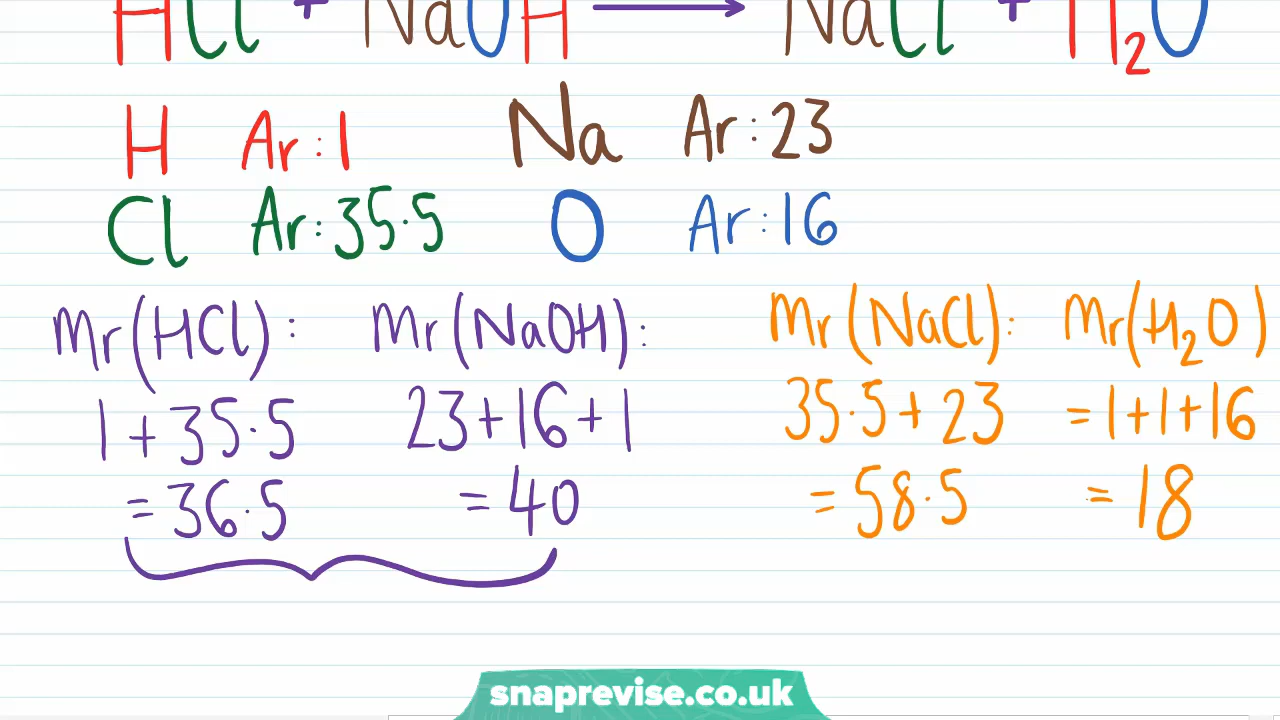 HCl + NaOH → NaCl + H₂O
H Ar:1 Na Ar:23
Cl Ar:35.5 O Ar:16
Mr(HCl): Mr(NaOH): Mr(NaCl): Mr(H₂O)
1+35.5 23+16+1 35.5+23 =1+1+16
=36.5 =40 =58.5 =18
snaprevise.co.uk